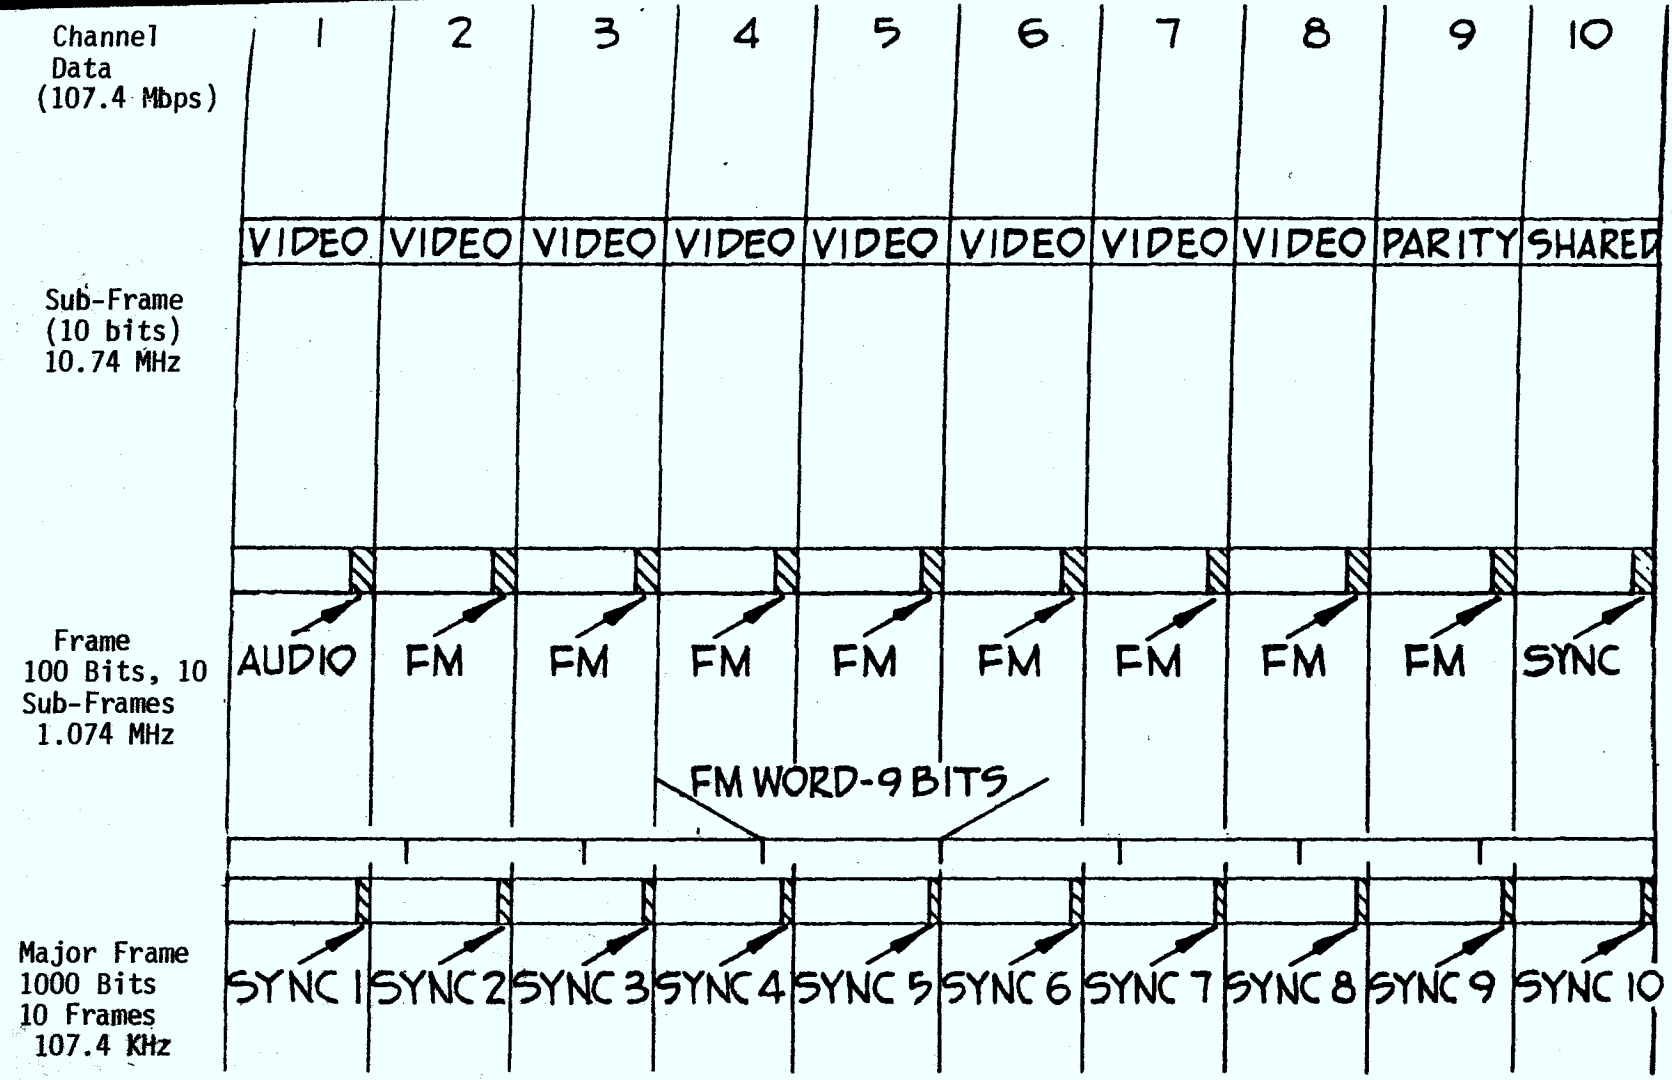 Channel
Data
(107.4 Mbps)
1 2 3 4 5 6 7 8 9 10
VIDEO VIDEO VIDEO VIDEO VIDEO VIDEO VIDEO VIDEO PARITY SHARED
Sub-Frame
(10 bits)
10.74 MHz
Frame
100 Bits, 10
Sub-Frames
1.074 MHz
AUDIO FM FM FM FM FM FM FM FM SYNC
FM WORD-9 BITS
Major Frame
1000 Bits
10 Frames
107.4 KHz
SYNC 1 SYNC 2 SYNC 3 SYNC 4 SYNC 5 SYNC 6 SYNC 7 SYNC 8 SYNC 9 SYNC 10